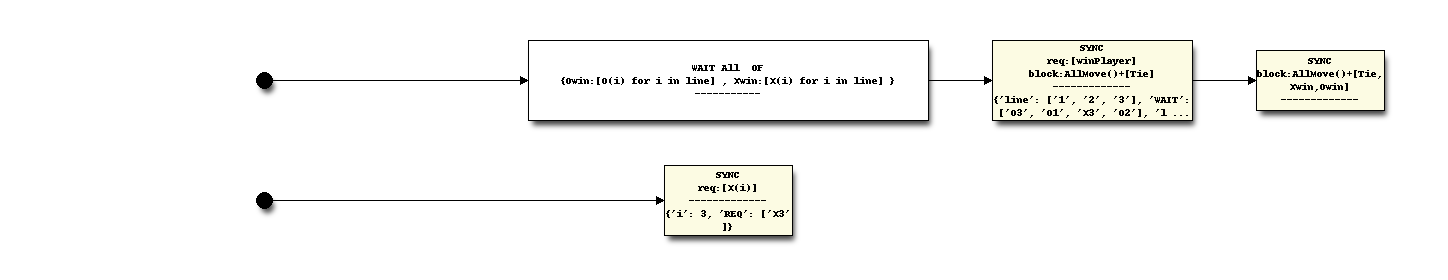 WAIT All OF
{Owin:[O(i) for i in line] , Xwin:[X(i) for i in line] }
-----------
SYNC
req:[winPlayer]
block:AllMove()+[Tie]
-------------
{'line': ['1', '2', '3'], 'WAIT':
['O3', 'O1', 'X3', 'O2'], 'l ...
SYNC
block:AllMove()+[Tie,
Xwin,Owin]
-------------
SYNC
req:[X(i)]
-------------
{'i': 3, 'REQ': ['X3'
]}